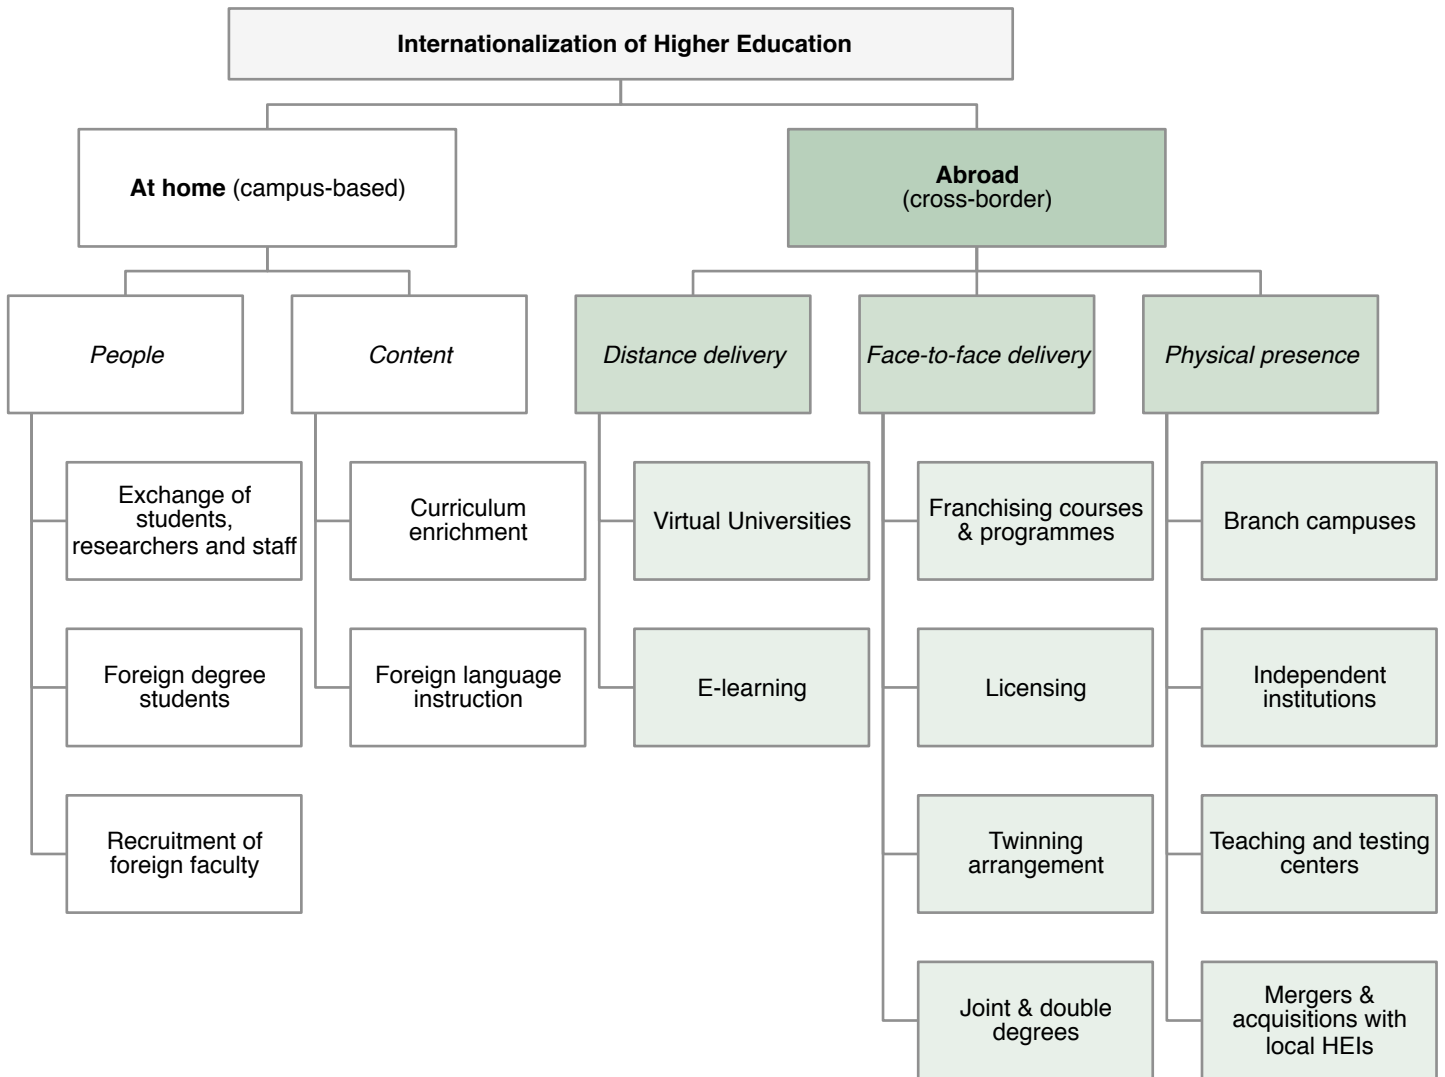 Internationalization of Higher Education
At home (campus-based)
Abroad
(cross-border)
People
Content
Distance delivery
Face-to-face delivery
Physical presence
Exchange of
students,
researchers and staff
Foreign degree
students
Recruitment of
foreign faculty
Curriculum
enrichment
Foreign language
instruction
Virtual Universities
E-learning
Franchising courses
& programmes
Licensing
Twinning
arrangement
Joint & double
degrees
Branch campuses
Independent
institutions
Teaching and testing
centers
Mergers &
acquisitions with
local HEIs